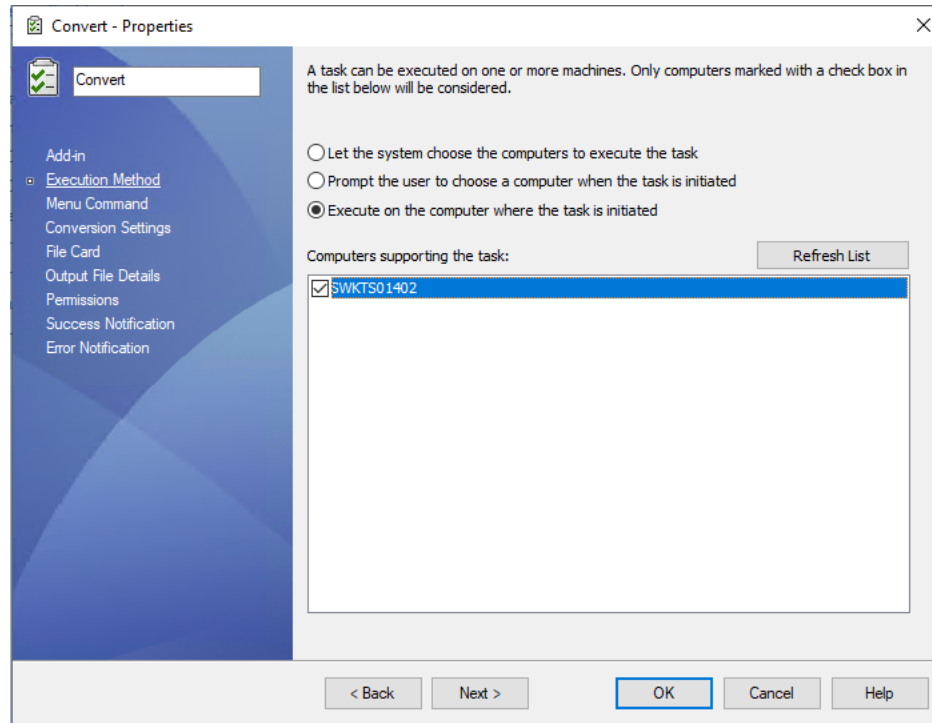 Convert - Properties
Convert
Add-in
Execution Method
Menu Command
Conversion Settings
File Card
Output File Details
Permissions
Success Notification
Error Notification
A task can be executed on one or more machines. Only computers marked with a check box in
the list below will be considered.
Let the system choose the computers to execute the task
Prompt the user to choose a computer when the task is initiated
Execute on the computer where the task is initiated
Computers supporting the task:
Refresh List
SWKTS01402
< Back
Next >
OK
Cancel
Help